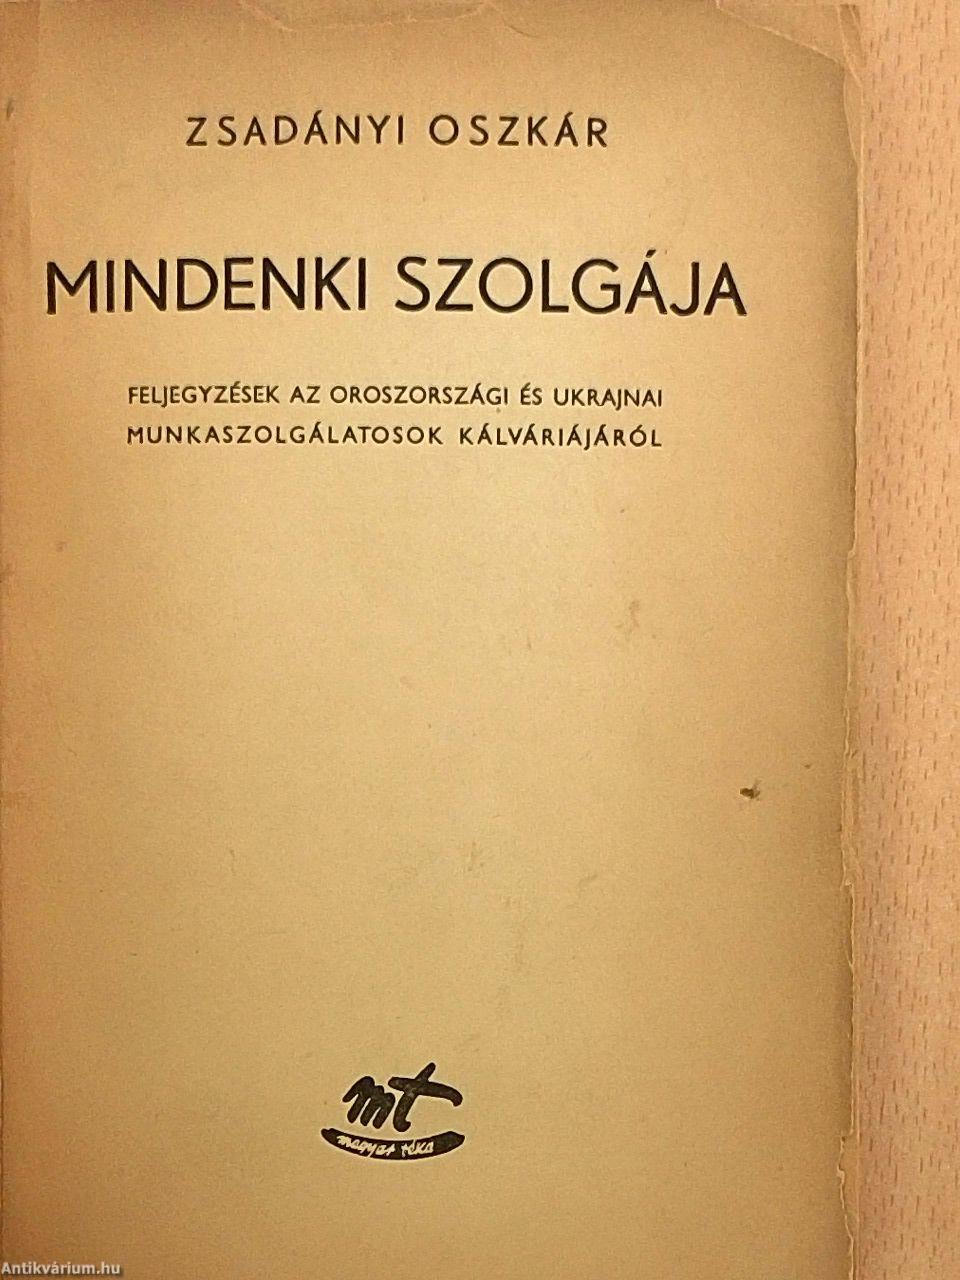 ZSADÁNYI OSZKÁR
MINDENKI SZOLGÁJA
FELJEGYZÉSEK AZ OROSZORSZÁGI ÉS UKRAJNAI
MUNKASZOLGÁLATOSOK KÁLVÁRIÁJÁRÓL
mt
magyar téka
Antikvárium.hu